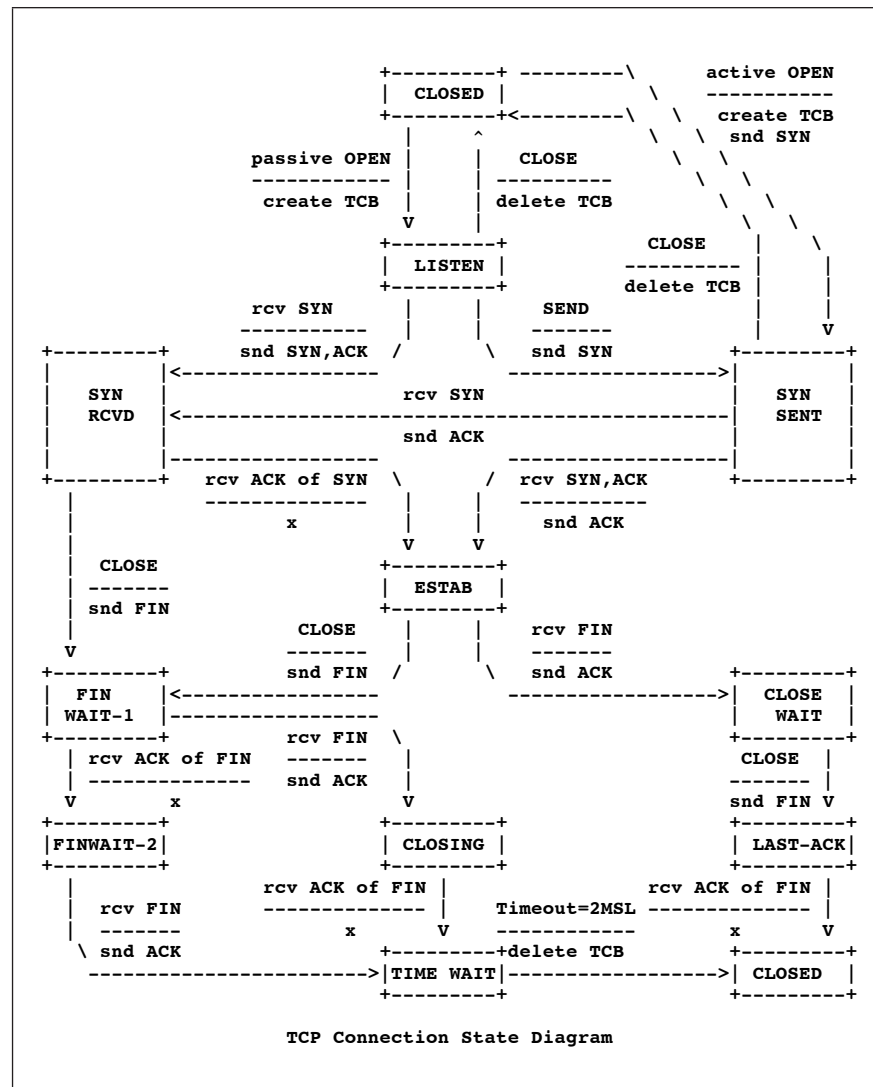 +---------+ ---------\ active OPEN
| CLOSED | \ -----------
+---------+<---------\ \ create TCB
| ^ \ \ snd SYN
passive OPEN | | CLOSE \ \
------------ | | ---------- \ \
create TCB | | delete TCB \ \
V | \ \
+---------+ CLOSE | \
| LISTEN | ---------- | |
+---------+ delete TCB | |
rcv SYN | | SEND | |
----------- | | ------- | V
+---------+ snd SYN,ACK / \ snd SYN +---------+
| |<----------------- ------------------>| |
| SYN | rcv SYN | SYN |
| RCVD |<-----------------------------------------------| SENT |
| | snd ACK | |
| |------------------ -------------------| |
+---------+ rcv ACK of SYN \ / rcv SYN,ACK +---------+
| -------------- | | -----------
| x | | snd ACK
| V V
| CLOSE +---------+
| ------- | ESTAB |
| snd FIN +---------+
| CLOSE | | rcv FIN
V ------- | | -------
+---------+ snd FIN / \ snd ACK +---------+
| FIN |<----------------- ------------------>| CLOSE |
| WAIT-1 |------------------ | WAIT |
+---------+ rcv FIN \ +---------+
| rcv ACK of FIN ------- | CLOSE |
| -------------- snd ACK | ------- |
V x V snd FIN V
+---------+ +---------+ +---------+
|FINWAIT-2| | CLOSING | | LAST-ACK|
+---------+ +---------+ +---------+
| rcv ACK of FIN | rcv ACK of FIN |
| rcv FIN -------------- | Timeout=2MSL -------------- |
| ------- x V ------------ x V
\ snd ACK +---------+delete TCB +---------+
------------------------>|TIME WAIT|------------------>| CLOSED |
+---------+ +---------+
TCP Connection State Diagram